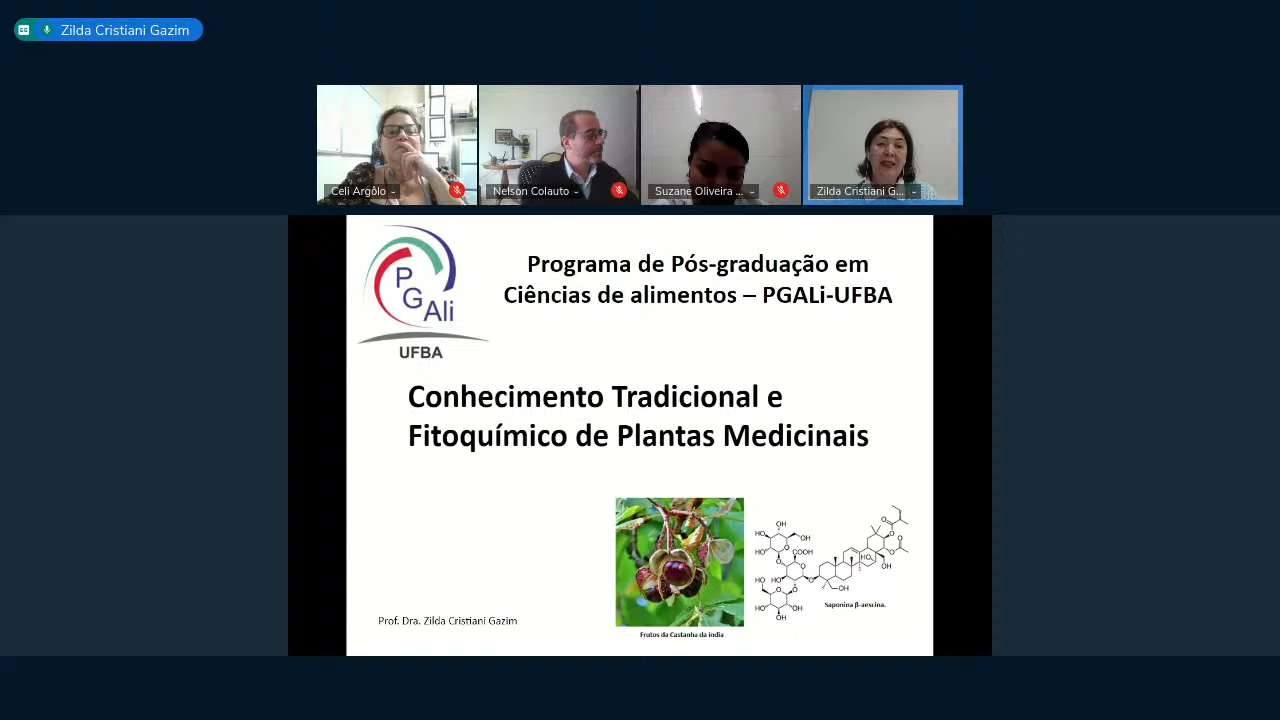 Zilda Cristiani Gazim
Celi Argôlo
Nelson Colauto
Suzane Oliveira ...
Zilda Cristiani G...
P
G
Ali
UFBA
Programa de Pós-graduação em
Ciências de alimentos – PGALi-UFBA
Conhecimento Tradicional e
Fitoquímico de Plantas Medicinais
Prof. Dra. Zilda Cristiani Gazim
Frutos da Castanha da índia
Saponina β-aescina.